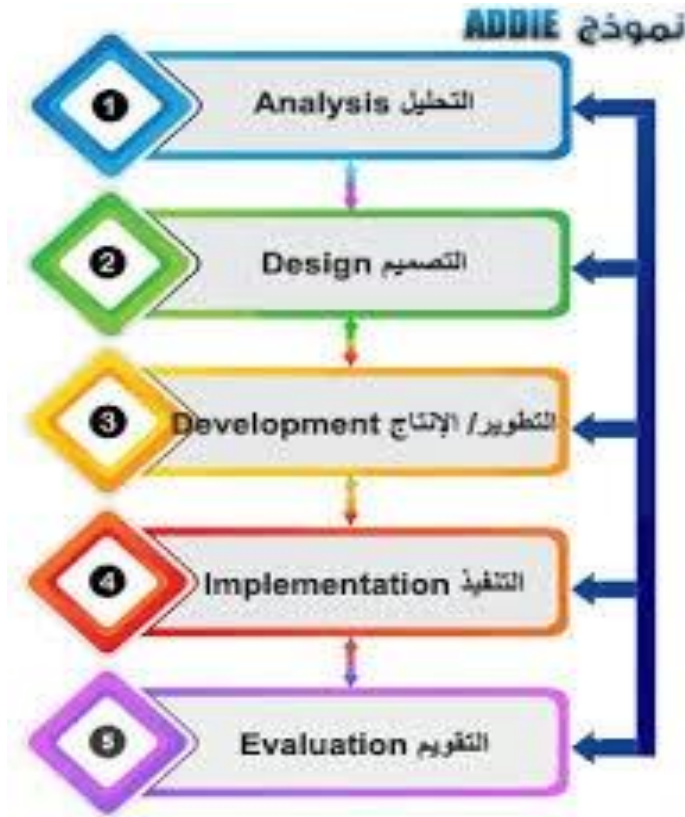 نموذج ADDIE
1
التحليل Analysis
2
التصميم Design
3
التطوير/ الإنتاج Development
4
التنفيذ Implementation
5
التقويم Evaluation